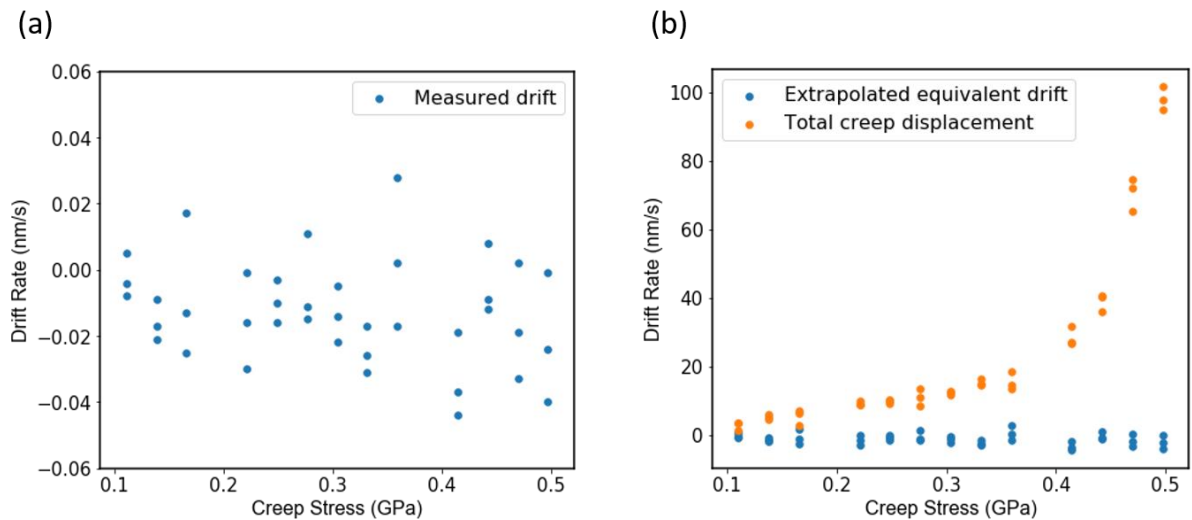 (a)
(b)
0.06
0.04
0.02
0.00
−0.02
−0.04
−0.06
Drift Rate (nm/s)
Measured drift
0.1
0.2
0.3
0.4
0.5
Creep Stress (GPa)
100
80
60
40
20
0
Drift Rate (nm/s)
Extrapolated equivalent drift
Total creep displacement
0.1
0.2
0.3
0.4
0.5
Creep Stress (GPa)